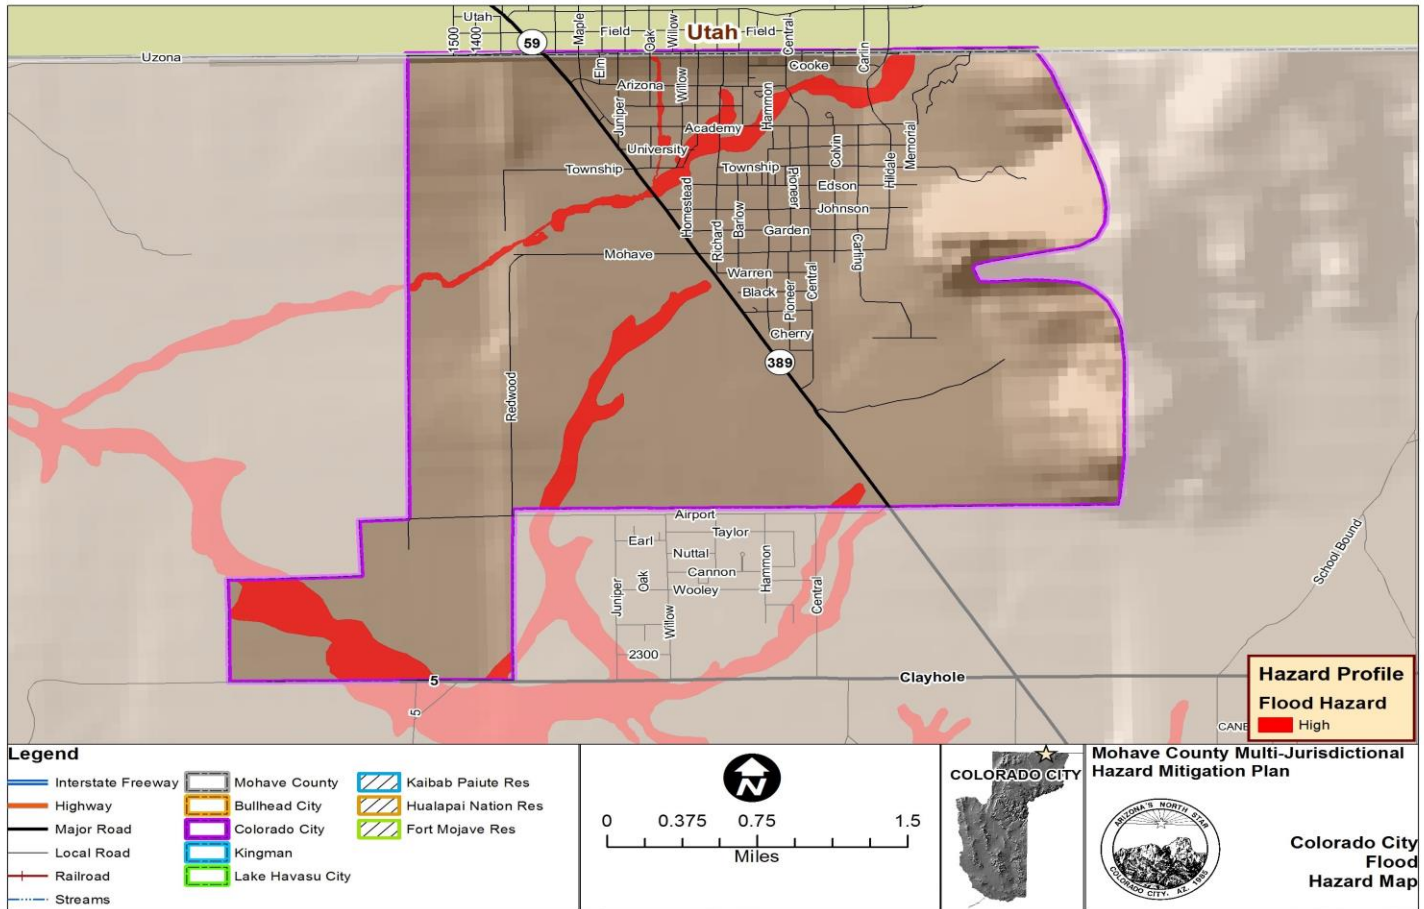 Utah
1500
1400
Maple
Field
Oak
Willow
Utah
Field
Central
59
Uzona
Elm
Cooke
Carlin
Arizona
Willow
Juniper
Hammon
Academy
University
Colvin
Memorial
Township
Township
Hildale
Pioneer
Edson
Homestead
Johnson
Barlow
Richard
Garden
Carling
Mohave
Warren
Central
Black
Pioneer
Cherry
389
Redwood
Airport
Earl
Taylor
Nuttal
Hammon
Cannon
Juniper
Oak
Wooley
Central
Willow
School Bound
2300
5
Clayhole
5
CANE
Hazard Profile
Flood Hazard
High
Legend
Interstate Freeway
Highway
Major Road
Local Road
Railroad
Streams
Mohave County
Bullhead City
Colorado City
Kingman
Lake Havasu City
Kaibab Paiute Res
Hualapai Nation Res
Fort Mojave Res
N
0 0.375 0.75 1.5
Miles
COLORADO CITY
Mohave County Multi-Jurisdictional
Hazard Mitigation Plan
ARIZONA'S NORTH STAR
COLORADO CITY, AZ. 1985
Colorado City
Flood
Hazard Map